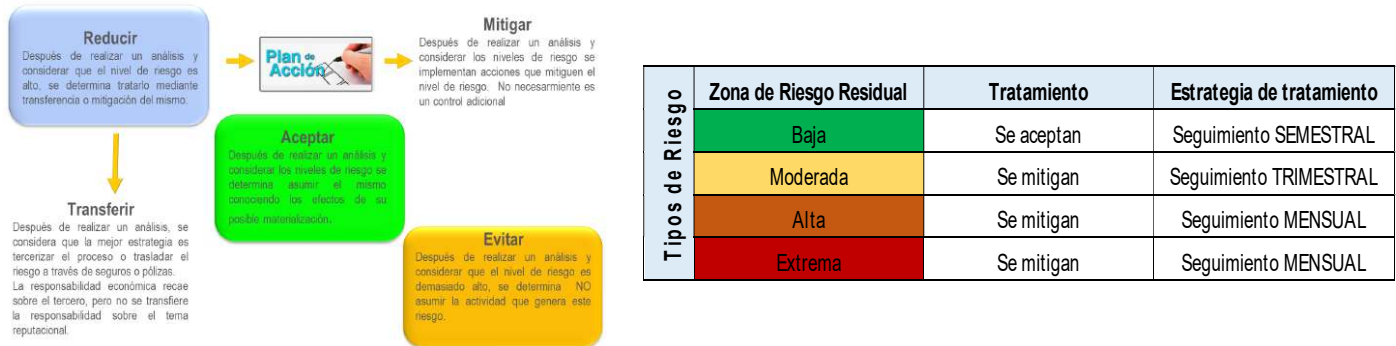 Reducir
Después de realizar un análisis y
considerar que el nivel de riesgo es
alto, se determina tratarlo mediante
transferencia o mitigación del mismo.
Plan de
Acción
Mitigar
Después de realizar un análisis y
considerar los niveles de riesgo se
implementan acciones que mitiguen el
nivel de riesgo. No necesarmiente es
un control adicional
Aceptar
Después de realizar un análisis y
considerar los niveles de riesgo se
determina asumir el mismo
conociendo los efectos de su
posible materialización.
Transferir
Después de realizar un análisis, se
considera que la mejor estrategia es
tercerizar el proceso o trasladar el
riesgo a través de seguros o pólizas.
La responsabilidad económica recae
sobre el tercero, pero no se transfiere
la responsabilidad sobre el tema
reputacional.
Evitar
Después de realizar un análisis y
considerar que el nivel de riesgo es
demasiado alto, se determina NO
asumir la actividad que genera este
riesgo.
Tipos de Riesgo
Zona de Riesgo Residual Tratamiento Estrategia de tratamiento
Baja Se aceptan Seguimiento SEMESTRAL
Moderada Se mitigan Seguimiento TRIMESTRAL
Alta Se mitigan Seguimiento MENSUAL
Extrema Se mitigan Seguimiento MENSUAL